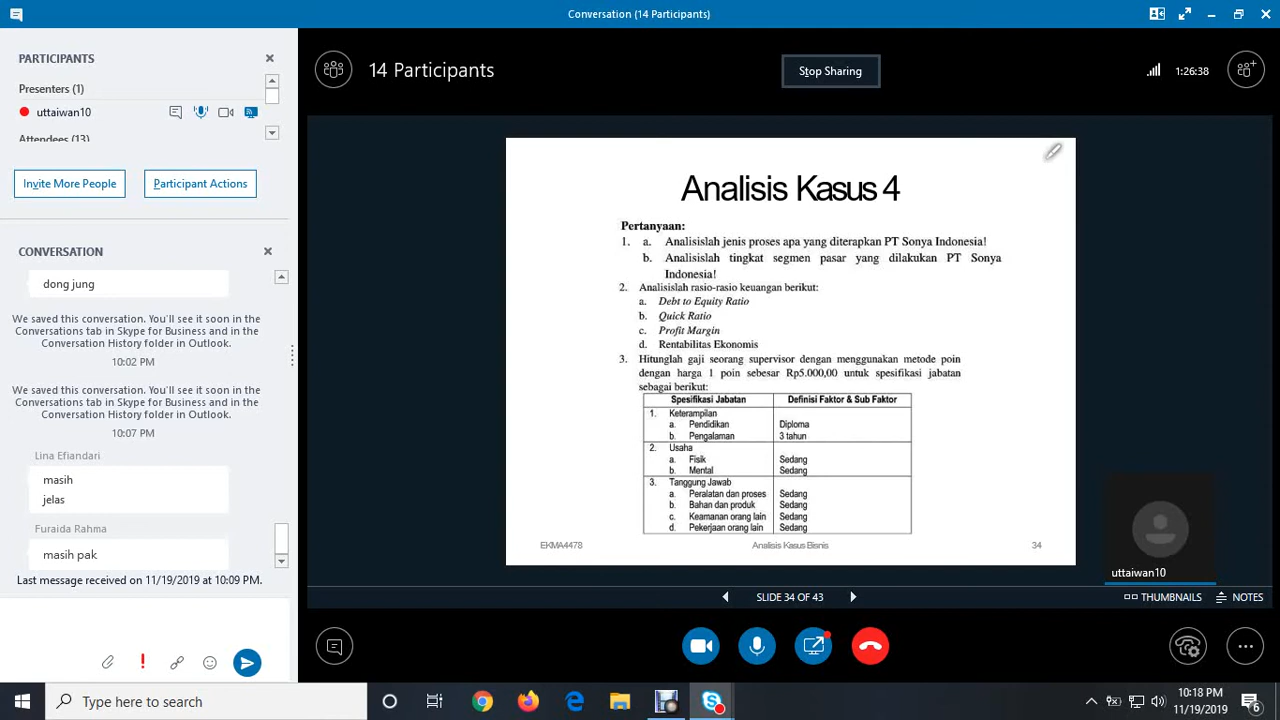 Conversation (14 Participants)
PARTICIPANTS
Presenters (1)
uttaiwan10
Attendees (13)
Invite More People
Participant Actions
CONVERSATION
dong jung
We saved this conversation. You'll see it soon in the
Conversations tab in Skype for Business and in the
Conversation History folder in Outlook.
10:02 PM
We saved this conversation. You'll see it soon in the
Conversations tab in Skype for Business and in the
Conversation History folder in Outlook.
10:07 PM
Lina Efiandari
masih
jelas
Furaida Rahma
masih pak
Last message received on 11/19/2019 at 10:09 PM.
14 Participants
Stop Sharing
1:26:38
Analisis Kasus 4
Pertanyaan:
1. a. Analisislah jenis proses apa yang diterapkan PT Sonya Indonesia!
b. Analisislah tingkat segmen pasar yang dilakukan PT Sonya
Indonesia!
2. Analisislah rasio-rasio keuangan berikut:
a. Debt to Equity Ratio
b. Quick Ratio
c. Profit Margin
d. Rentabilitas Ekonomis
3. Hitunglah gaji seorang supervisor dengan menggunakan metode poin
dengan harga 1 poin sebesar Rp5.000,00 untuk spesifikasi jabatan
sebagai berikut:
Spesifikasi Jabatan Definisi Faktor & Sub Faktor
1. Keterampilan
a. Pendidikan Diploma
b. Pengalaman 3 tahun
2. Usaha
a. Fisik Sedang
b. Mental Sedang
3. Tanggung Jawab
a. Peralatan dan proses Sedang
b. Bahan dan produk Sedang
c. Keamanan orang lain Sedang
d. Pekerjaan orang lain Sedang
EKMA4478 Analisis Kasus Bisnis 34
uttaiwan10
SLIDE 34 OF 43
THUMBNAILS
NOTES
Type here to search
10:18 PM
11/19/2019
6